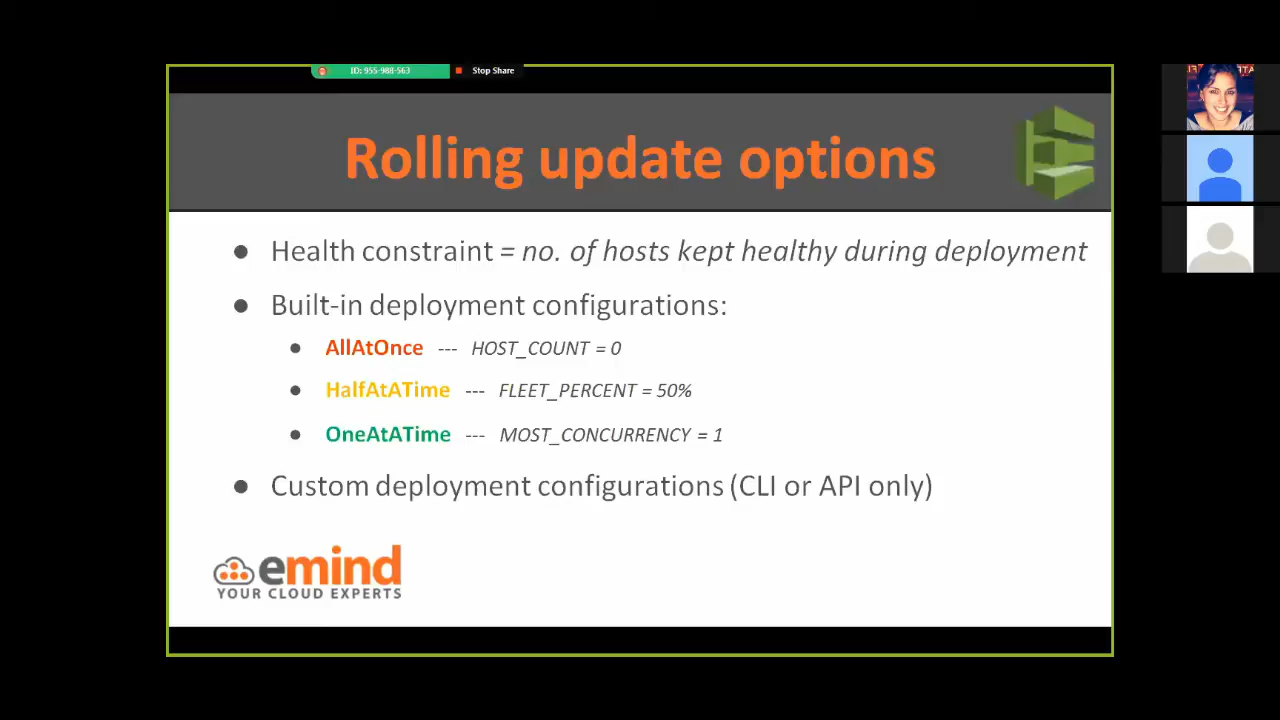 ID: 955-988-563 Stop Share
Rolling update options
● Health constraint = no. of hosts kept healthy during deployment
● Built-in deployment configurations:
● AllAtOnce --- HOST_COUNT = 0
● HalfAtATime --- FLEET_PERCENT = 50%
● OneAtATime --- MOST_CONCURRENCY = 1
● Custom deployment configurations (CLI or API only)
emind
YOUR CLOUD EXPERTS